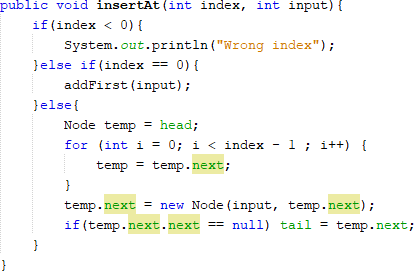 public void insertAt(int index, int input){
    if(index < 0){
        System.out.println("Wrong index");
    }else if(index == 0){
        addFirst(input);
    }else{
        Node temp = head;
        for (int i = 0; i < index - 1 ; i++) {
            temp = temp.next;
        }
        temp.next = new Node(input, temp.next);
        if(temp.next.next == null) tail = temp.next;
    }
}